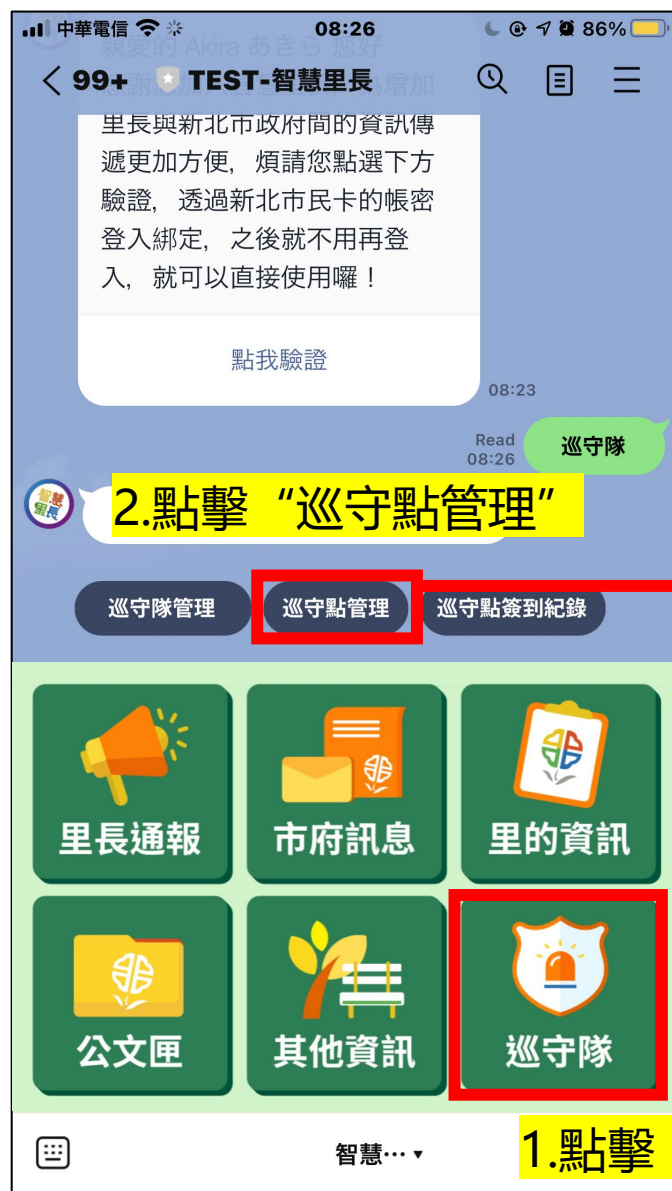 中華電信 08:26 86%
親愛的 Akira あきら 您好
99+ TEST-智慧里長
里長與新北市政府間的資訊傳
遞更加方便，煩請您點選下方
驗證，透過新北市民卡的帳密
登入綁定，之後就不用再登
入，就可以直接使用囉！
點我驗證
08:23
Read
08:26
巡守隊
智慧
里長
2.點擊“巡守點管理”
巡守隊管理 巡守點管理 巡守點簽到紀錄
里長通報 市府訊息 里的資訊
公文匣 其他資訊 巡守隊
智慧… ▾
1.點擊